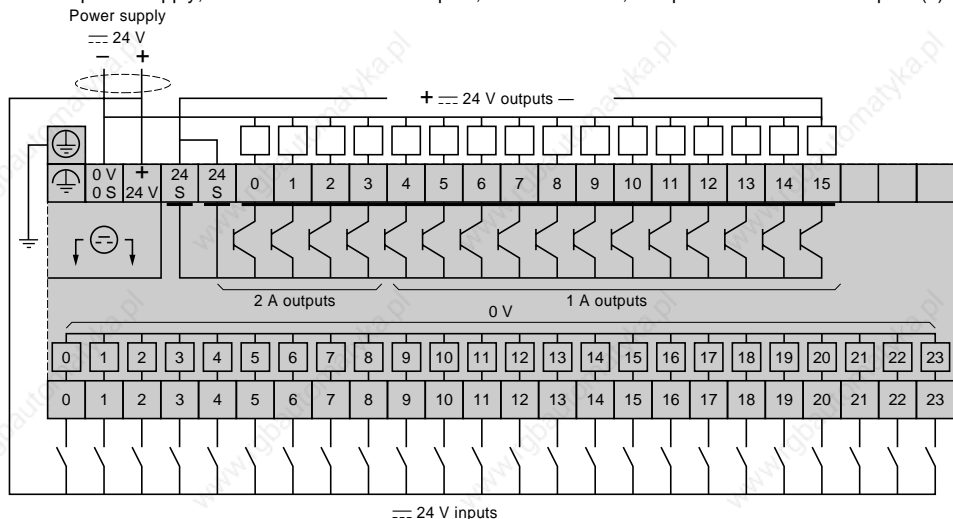 Power supply
24 V
– +
+ 24 V outputs —
0 V + 24 24 0 1 2 3 4 5 6 7 8 9 10 11 12 13 14 15
0 S 24 V S S
2 A outputs 1 A outputs
0 V
0 1 2 3 4 5 6 7 8 9 10 11 12 13 14 15 16 17 18 19 20 21 22 23
0 1 2 3 4 5 6 7 8 9 10 11 12 13 14 15 16 17 18 19 20 21 22 23
24 V inputs
www.rgbautomatyka.pl